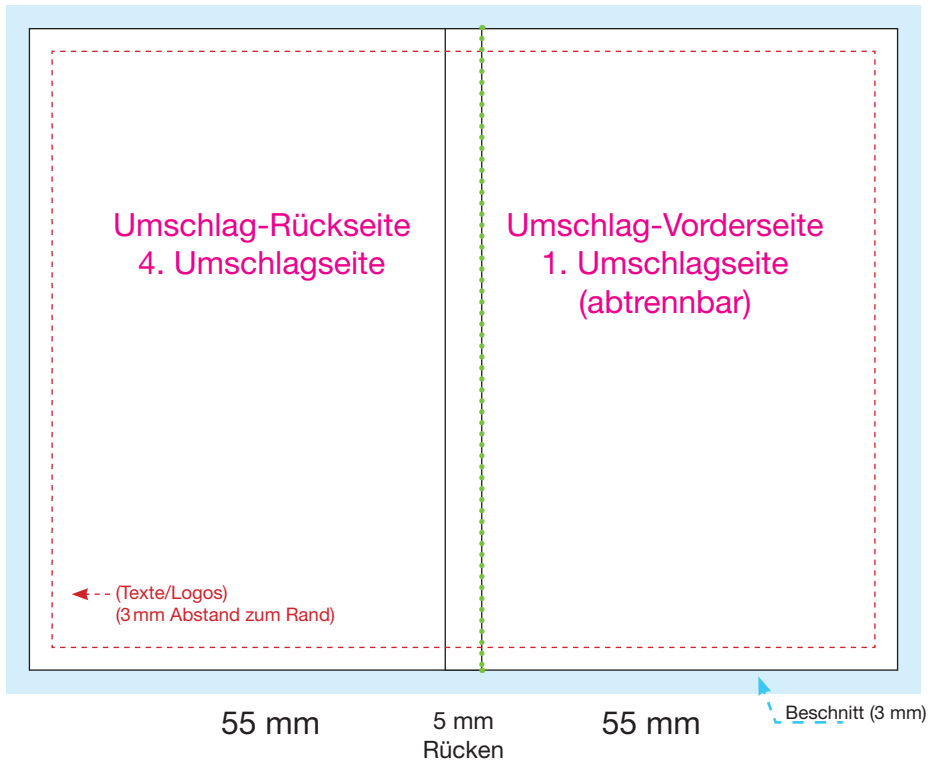 Umschlag-Rückseite
4. Umschlagseite
Umschlag-Vorderseite
1. Umschlagseite
(abtrennbar)
(Texte/Logos)
(3 mm Abstand zum Rand)
55 mm
5 mm
Rücken
55 mm
Beschnitt (3 mm)